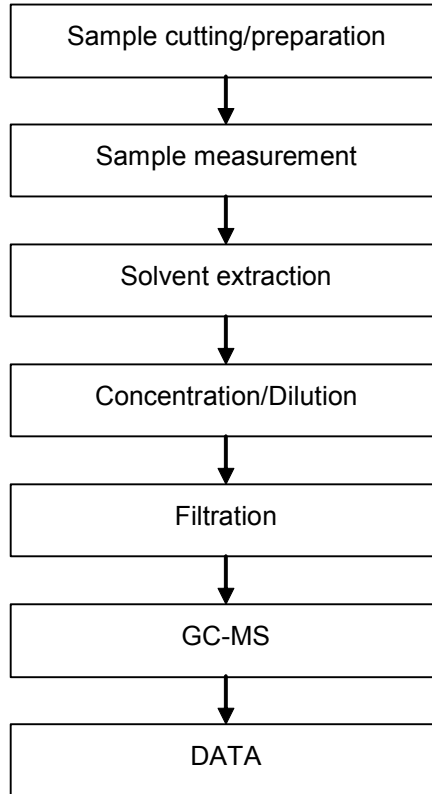 Sample cutting/preparation
Sample measurement
Solvent extraction
Concentration/Dilution
Filtration
GC-MS
DATA